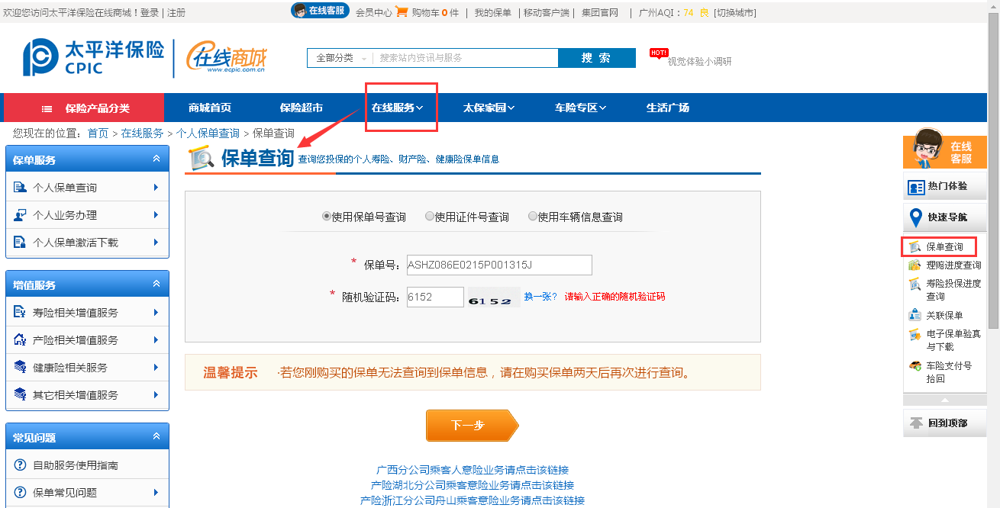 欢迎您访问太平洋保险在线商城！登录 | 注册
在线客服 会员中心 购物车 0 件 | 我的保单 | 移动客户端 | 集团官网 | 广州AQI：74 良 [切换城市]
太平洋保险
CPIC
在线商城
www.ecpic.com.cn
全部分类 搜索站内资讯与服务 搜 索
HOT!
视觉体验小调研
保险产品分类 商城首页 保险超市 在线服务 太保家园 车险专区 生活广场
您现在的位置：首页 > 在线服务 > 个人保单查询 > 保单查询
保单服务
个人保单查询
个人业务办理
个人保单激活下载
增值服务
寿险相关增值服务
产险相关增值服务
健康险相关服务
其它相关增值服务
常见问题
自助服务使用指南
保单常见问题
保单查询 查询您投保的个人寿险、财产险、健康险保单信息
使用保单号查询 使用证件号查询 使用车辆信息查询
* 保单号： ASHZ086E0215P001315J
* 随机验证码： 6152 6152 换一张? 请输入正确的随机验证码
温馨提示 ·若您刚购买的保单无法查询到保单信息，请在购买保单两天后再次进行查询。
下一步
广西分公司乘客人意险业务请点击该链接
产险湖北分公司乘客意险业务请点击该链接
产险浙江分公司舟山乘客意险业务请点击该链接
在线
客服
热门体验
快速导航
保单查询
理赔进度查询
寿险投保进度
查询
关联保单
电子保单验真
与下载
车险支付号
拾回
回到顶部